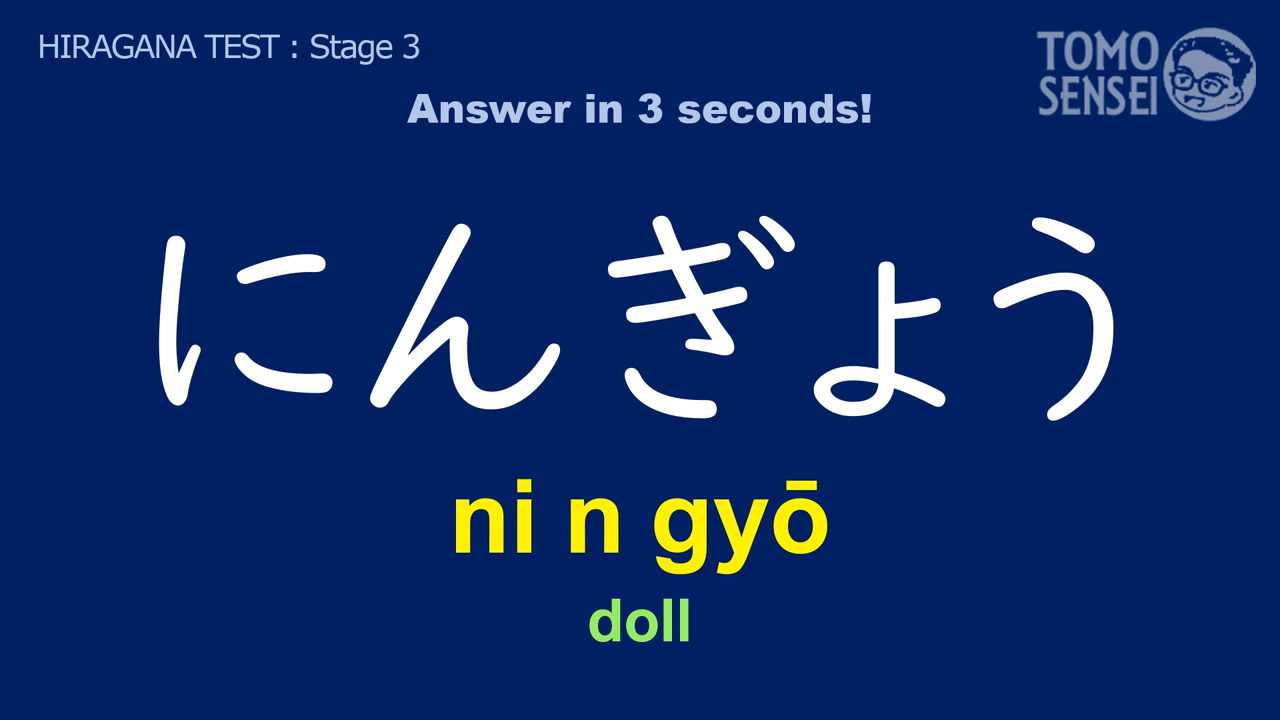 HIRAGANA TEST : Stage 3
TOMO
SENSEI
Answer in 3 seconds!
にんぎょう
ni n gyō
doll